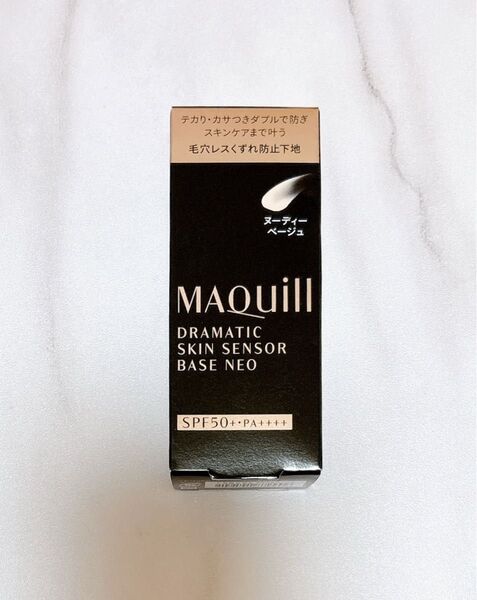 テカリ・カサつきダブルで防ぎ
スキンケアまで叶う
毛穴レスくずれ防止下地
ヌーディー
ベージュ
MAQuill
DRAMATIC
SKIN SENSOR
BASE NEO
SPF50+・PA++++